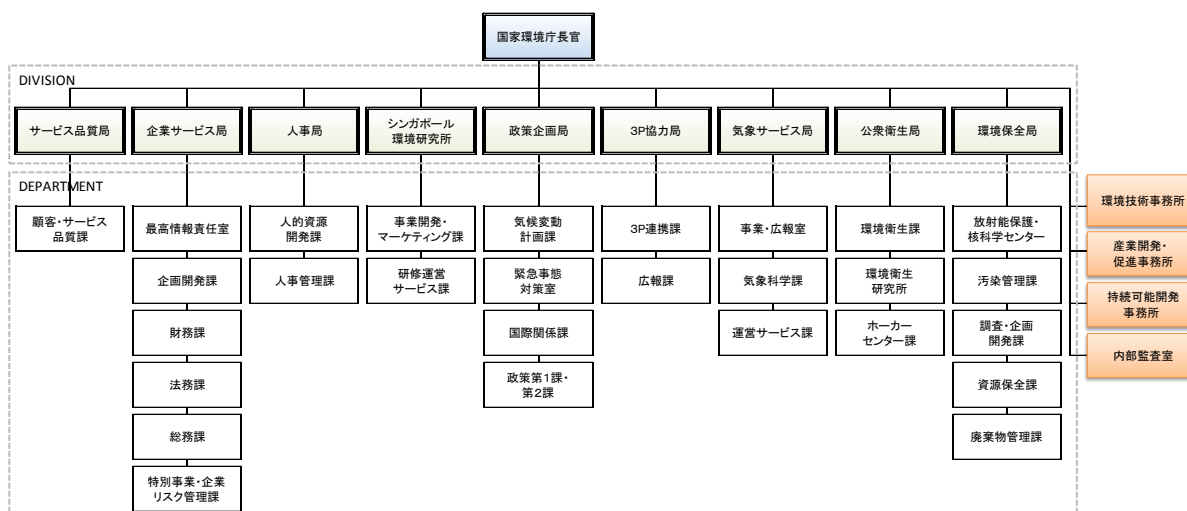 国家環境庁長官
DIVISION
サービス品質局
企業サービス局
人事局
シンガポール
環境研究所
政策企画局
3P協力局
気象サービス局
公衆衛生局
環境保全局
DEPARTMENT
顧客・サービス
品質課
最高情報責任室
企画開発課
財務課
法務課
総務課
特別事業・企業
リスク管理課
人的資源
開発課
人事管理課
事業開発・
マーケティング課
研修運営
サービス課
気候変動
計画課
緊急事態
対策室
国際関係課
政策第1課・
第2課
3P連携課
広報課
事業・広報室
気象科学課
運営サービス課
環境衛生課
環境衛生
研究所
ホーカー
センター課
放射能保護・
核科学センター
汚染管理課
調査・企画
開発課
資源保全課
廃棄物管理課
環境技術事務所
産業開発・
促進事務所
持続可能開発
事務所
内部監査室